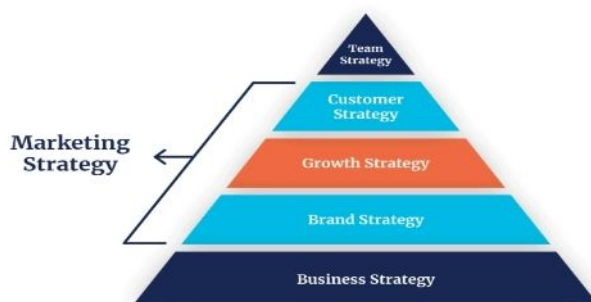 Team
Strategy
Customer
Strategy
Marketing
Strategy
Growth Strategy
Brand Strategy
Business Strategy